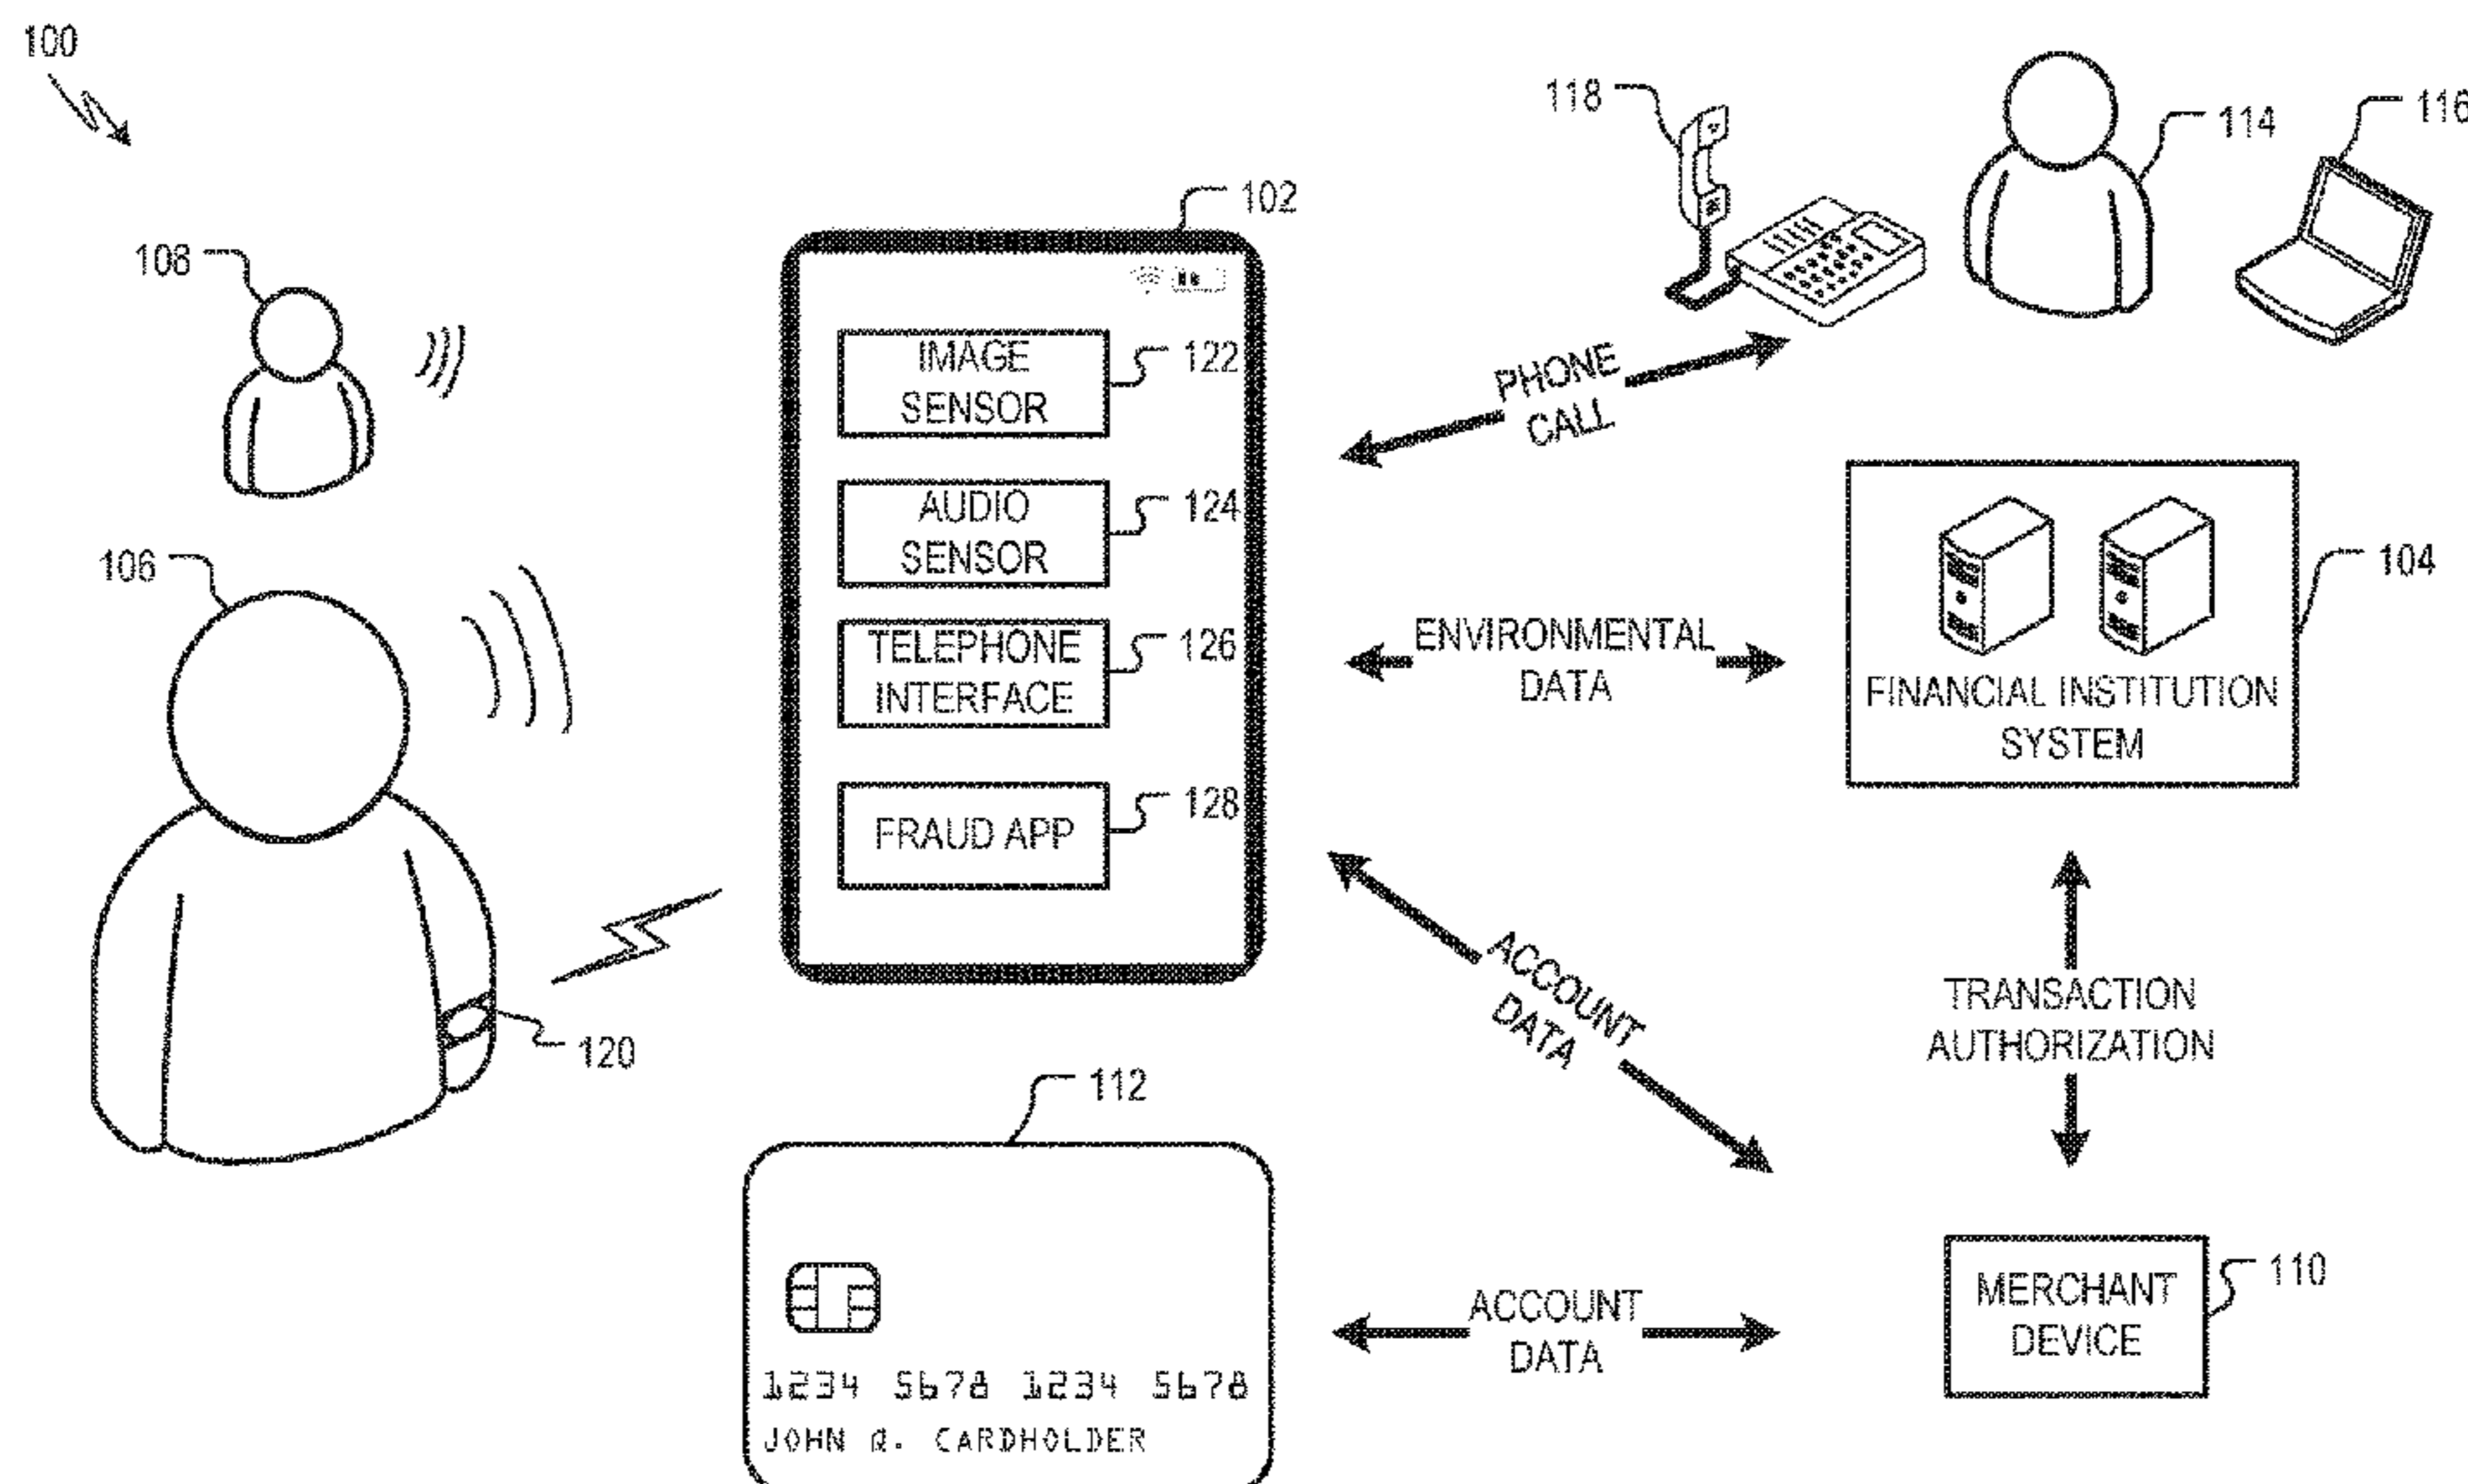 100
118
114
116
102
108
IMAGE
SENSOR
122
PHONE
CALL
AUDIO
SENSOR
124
106
104
TELEPHONE
INTERFACE
126
ENVIRONMENTAL
DATA
FINANCIAL INSTITUTION
SYSTEM
FRAUD APP
128
ACCOUNT
DATA
TRANSACTION
AUTHORIZATION
120
112
MERCHANT
DEVICE
110
ACCOUNT
DATA
1234 5678 1234 5678
JOHN Q. CARDHOLDER